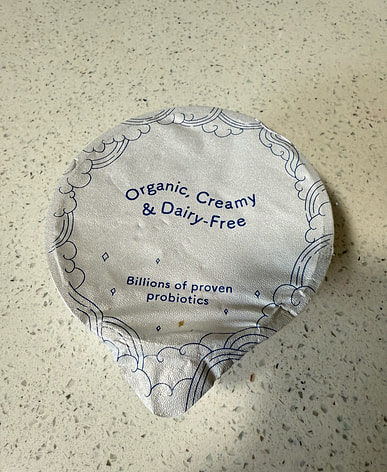 Organic, Creamy
& Dairy-Free
Billions of proven
probiotics